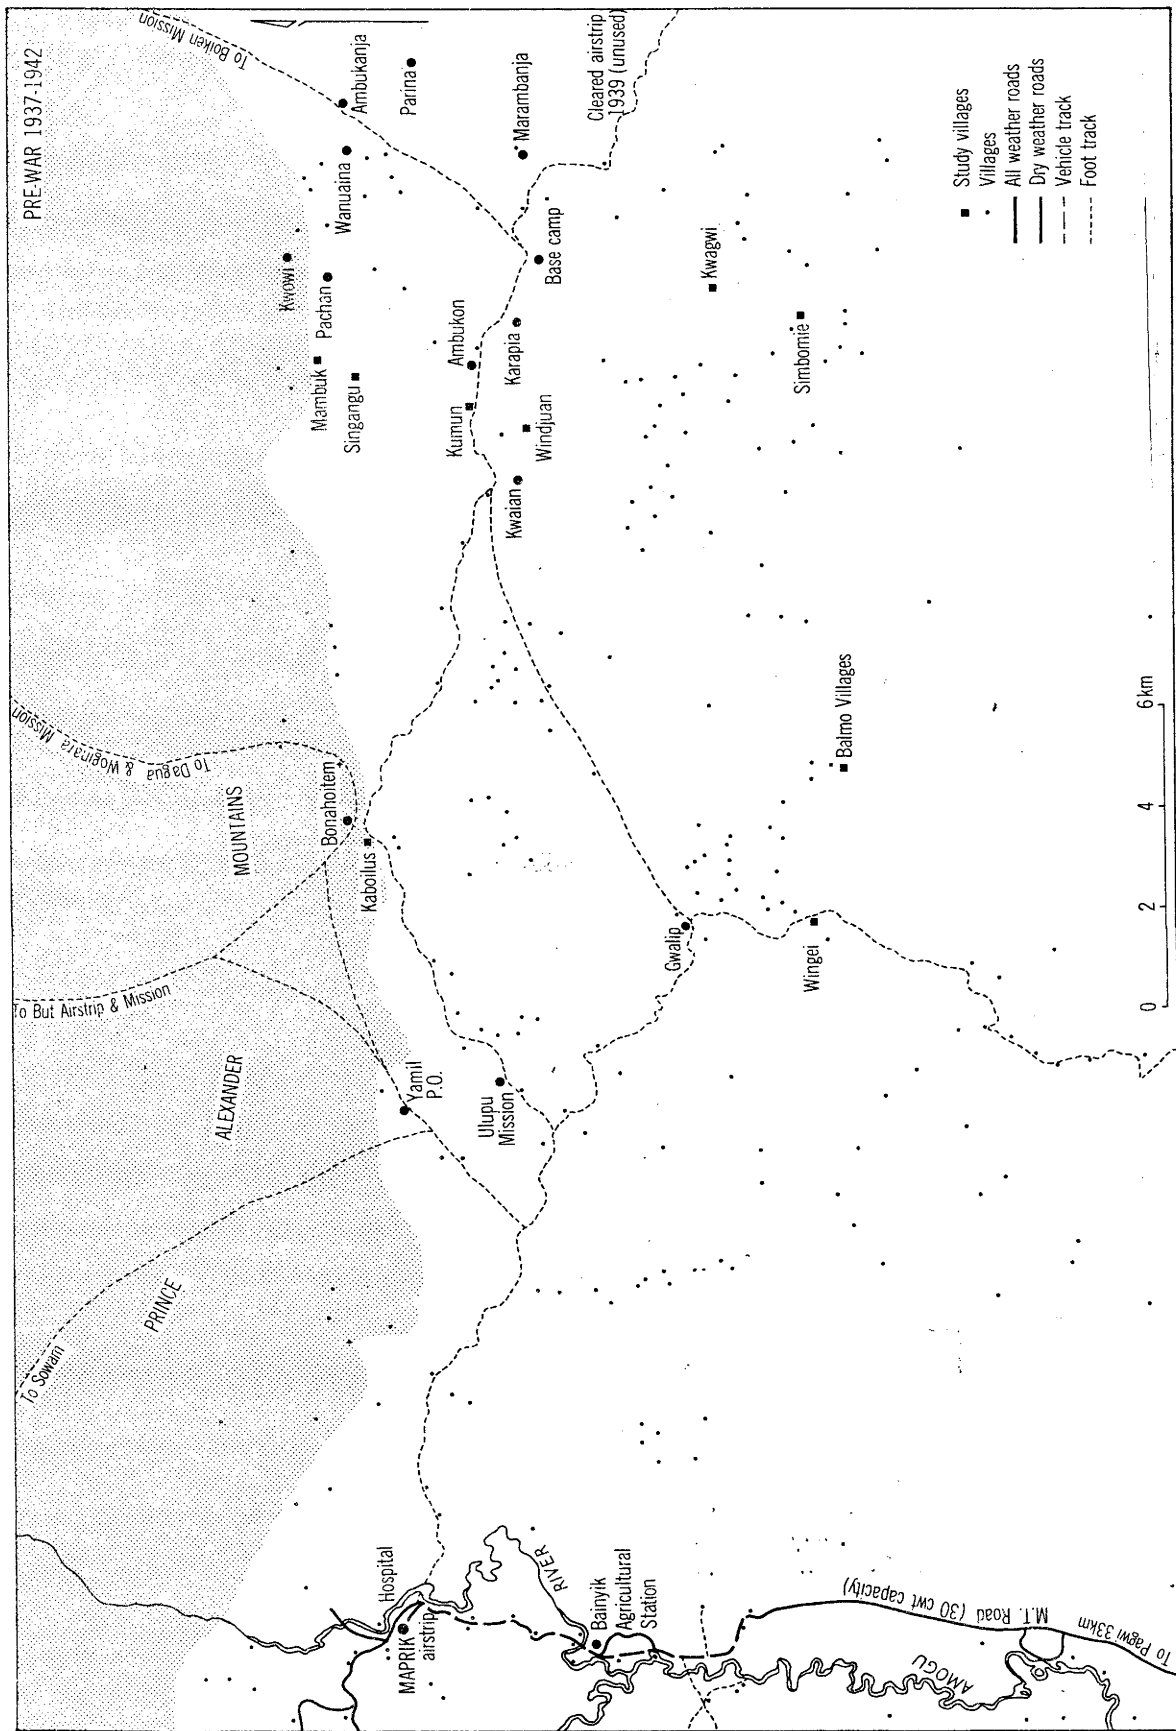 PRE-WAR 1937-1942
To Sowam
PRINCE
ALEXANDER
MOUNTAINS
To But Airstrip & Mission
To Dagua & Woginara Mission
To Boiken Mission
Hospital
MAPRIK
airstrip
RIVER
Bainyik
Agricultural
Station
AMOGU
M.T. Road (30 cwt capacity)
To Pagwi 33km
Yamil
P.O.
Ulupu
Mission
Kaboilus
Bonahoitem
Gwalip
Wingei
Balmo Villages
Kwaian
Windjuan
Kumun
Ambukon
Karapia
Singangu
Mambuk
Pachan
Kwowi
Wanuaina
Ambukanja
Parina
Marambanja
Base camp
Cleared airstrip
1939 (unused)
Kwagwi
Simbomie
Study villages
Villages
All weather roads
Dry weather roads
Vehicle track
Foot track
0 2 4 6 km